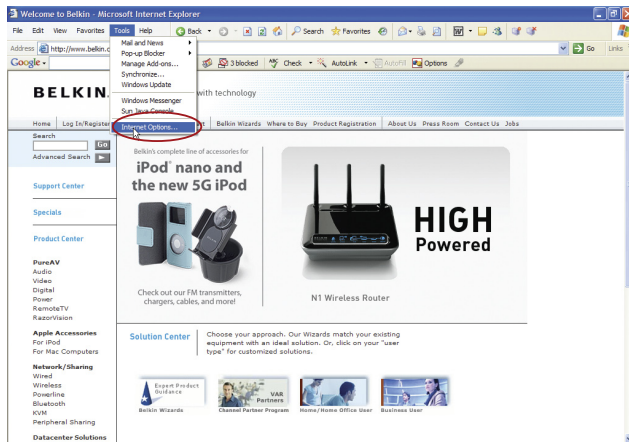 Welcome to Belkin - Microsoft Internet Explorer
File Edit View Favorites Tools Help
Back Search Favorites
Address http://www.belkin.c Go Links
Mail and News
Pop-up Blocker
Manage Add-ons...
Synchronize...
Windows Update
Windows Messenger
Sun Java Console
Internet Options...
Google 3 blocked Check AutoLink AutoFill Options
BELKIN. with technology
Home Log In/Register Belkin Wizards Where to Buy Product Registration About Us Press Room Contact Us Jobs
Search
Go
Advanced Search
Support Center
Specials
Product Center
PureAV
Audio
Video
Digital
Power
RemoteTV
RazorVision
Apple Accessories
For iPod
For Mac Computers
Network/Sharing
Wired
Wireless
Powerline
Bluetooth
KVM
Peripheral Sharing
Datacenter Solutions
Belkin's complete line of accessories for
iPod® nano and
the new 5G iPod
Check out our FM transmitters,
chargers, cables, and more!
HIGH
Powered
N1 Wireless Router
Solution Center
Choose your approach. Our Wizards match your existing
equipment with an ideal solution. Or, click on your "user
type" for customized solutions.
Expert Product
Guidance
Belkin Wizards
VAR
Partners
Channel Partner Program
Home/Home Office User
Business User